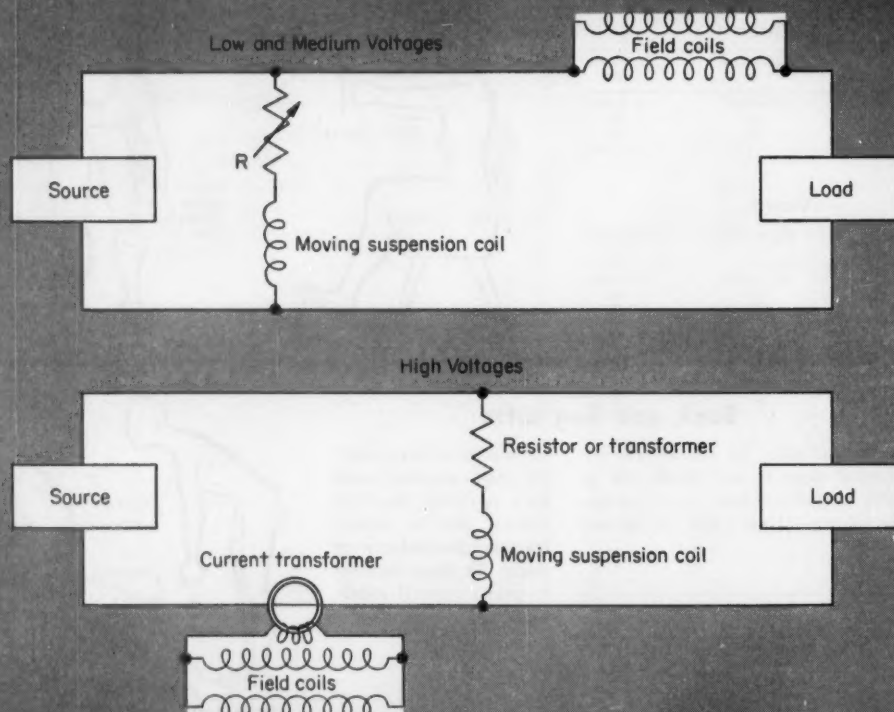 Low and Medium Voltages
Field coils
R
Source
Load
Moving suspension coil
High Voltages
Resistor or transformer
Source
Load
Current transformer
Moving suspension coil
Field coils